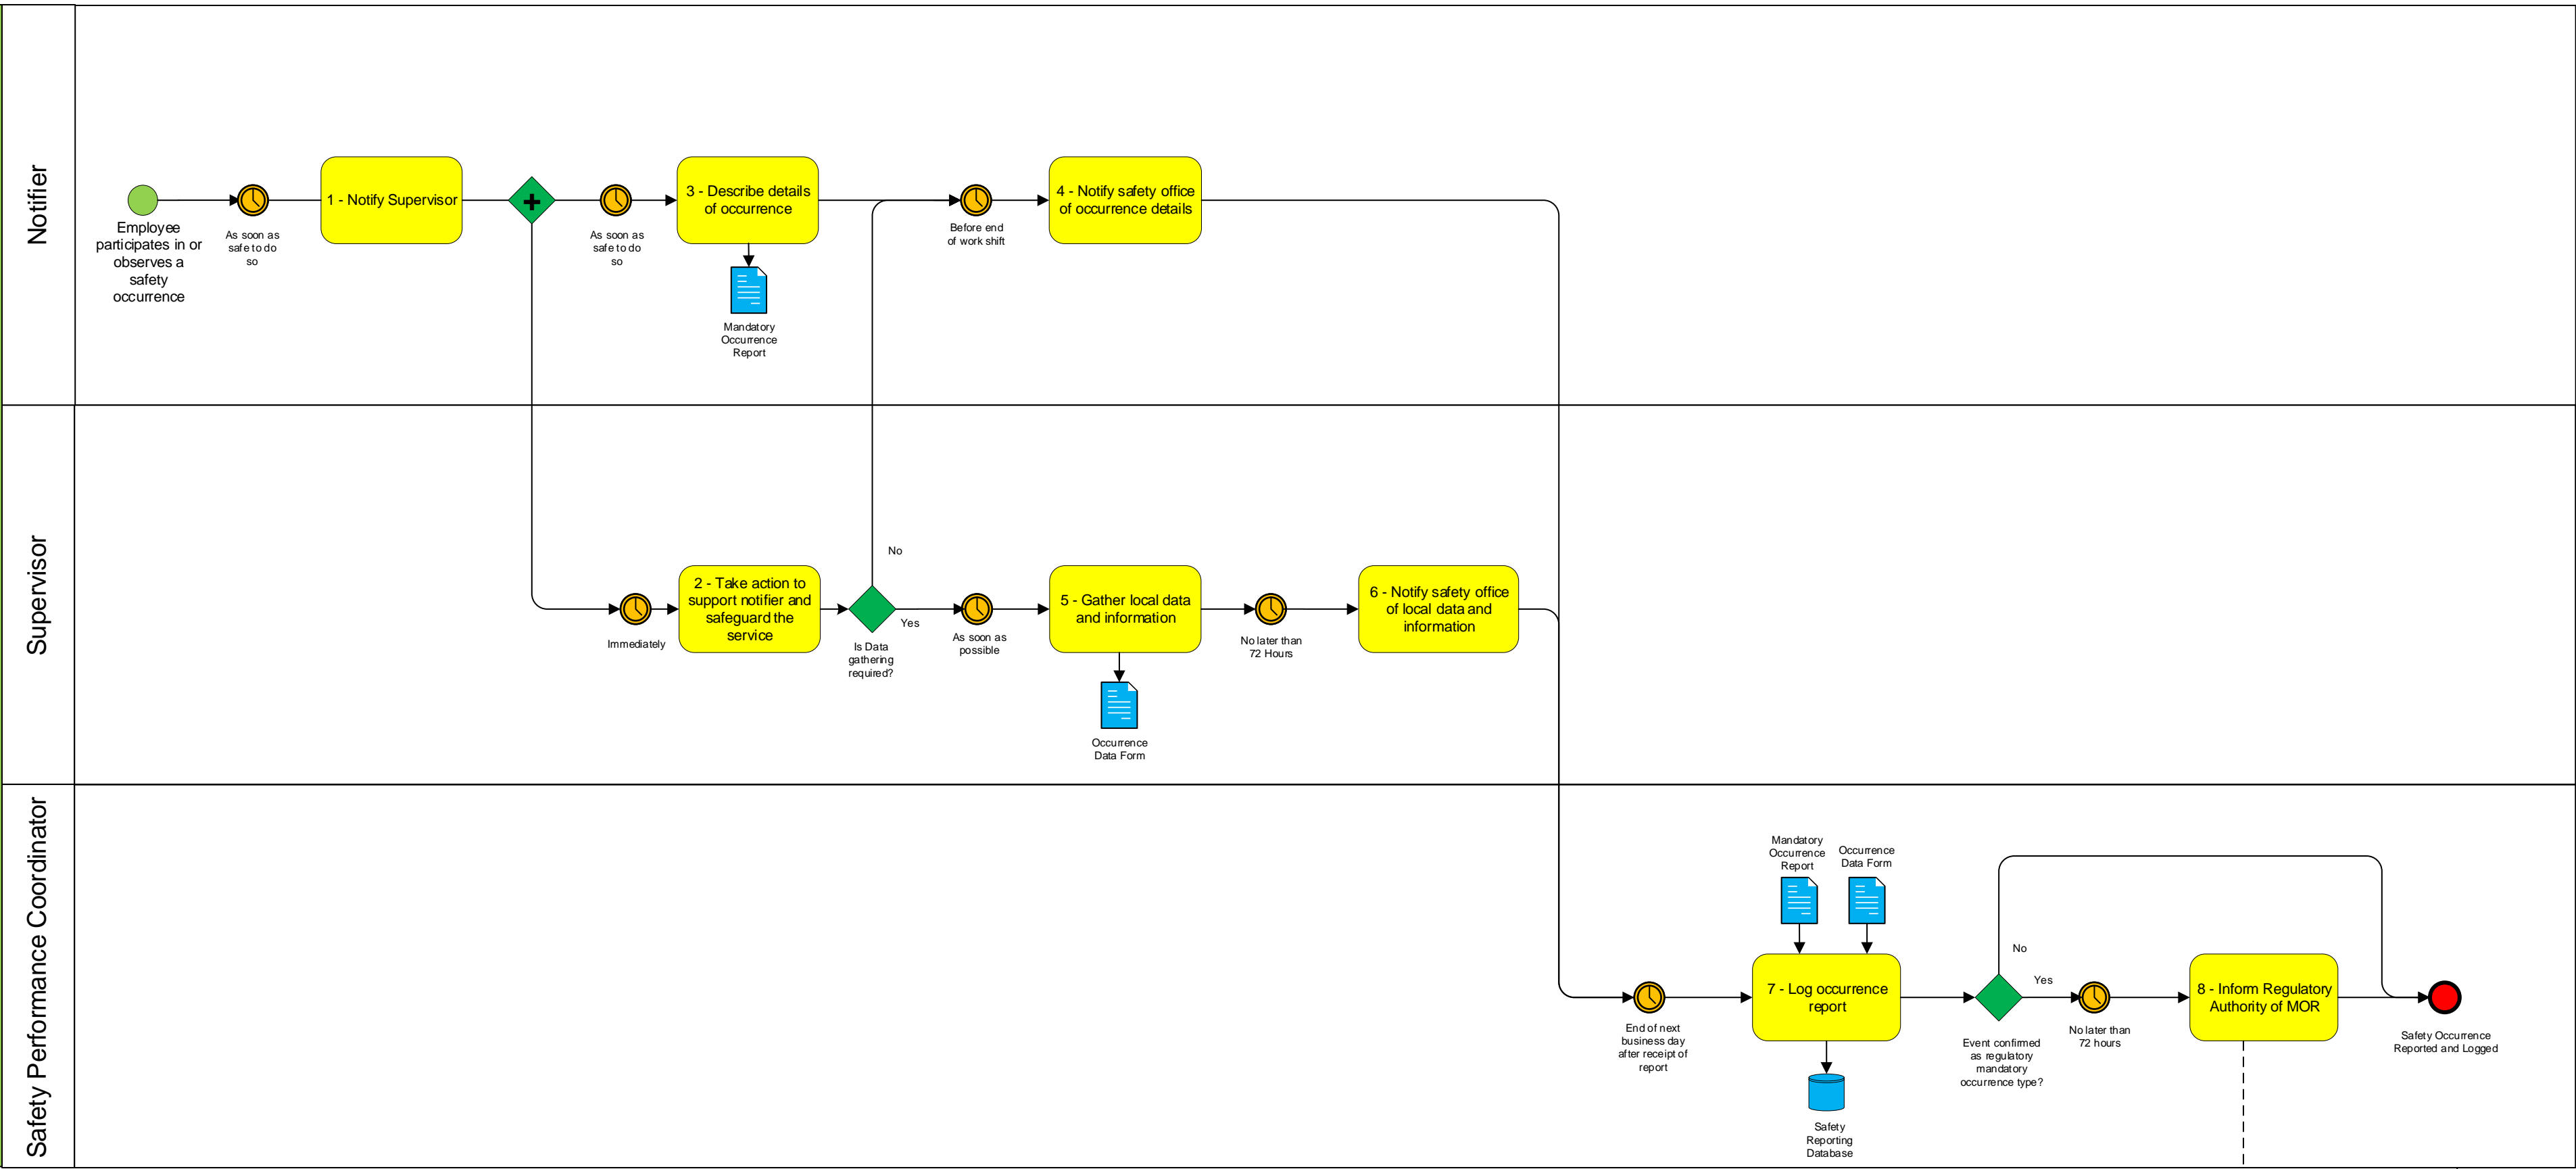 Notifier
Employee
participates in or
observes a
safety
occurrence
As soon as
safe to do
so
1 - Notify Supervisor
As soon as
safe to do
so
3 - Describe details
of occurrence
Mandatory
Occurrence
Report
Before end
of work shift
4 - Notify safety office
of occurrence details
Supervisor
Immediately
2 - Take action to
support notifier and
safeguard the
service
No
Yes
Is Data
gathering
required?
As soon as
possible
5 - Gather local data
and information
Occurrence
Data Form
No later than
72 Hours
6 - Notify safety office
of local data and
information
Safety Performance Coordinator
End of next
business day
after receipt of
report
Mandatory
Occurrence
Report
Occurrence
Data Form
7 - Log occurrence
report
Safety
Reporting
Database
No
Yes
Event confirmed
as regulatory
mandatory
occurrence type?
No later than
72 hours
8 - Inform Regulatory
Authority of MOR
Safety Occurrence
Reported and Logged